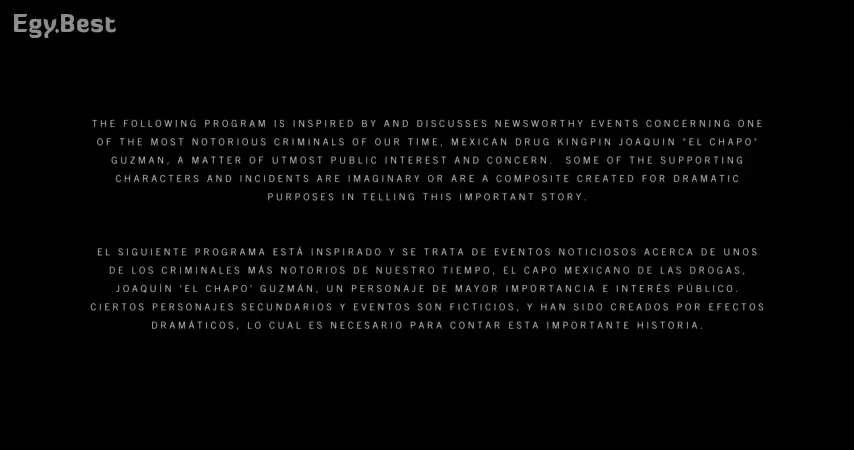 Egy.Best
THE FOLLOWING PROGRAM IS INSPIRED BY AND DISCUSSES NEWSWORTHY EVENTS CONCERNING ONE
OF THE MOST NOTORIOUS CRIMINALS OF OUR TIME, MEXICAN DRUG KINGPIN JOAQUIN "EL CHAPO"
GUZMAN, A MATTER OF UTMOST PUBLIC INTEREST AND CONCERN. SOME OF THE SUPPORTING
CHARACTERS AND INCIDENTS ARE IMAGINARY OR ARE A COMPOSITE CREATED FOR DRAMATIC
PURPOSES IN TELLING THIS IMPORTANT STORY.
EL SIGUIENTE PROGRAMA ESTÁ INSPIRADO Y SE TRATA DE EVENTOS NOTICIOSOS ACERCA DE UNOS
DE LOS CRIMINALES MÁS NOTORIOS DE NUESTRO TIEMPO, EL CAPO MEXICANO DE LAS DROGAS,
JOAQUÍN 'EL CHAPO' GUZMÁN, UN PERSONAJE DE MAYOR IMPORTANCIA E INTERÉS PÚBLICO.
CIERTOS PERSONAJES SECUNDARIOS Y EVENTOS SON FICTICIOS, Y HAN SIDO CREADOS POR EFECTOS
DRAMÁTICOS, LO CUAL ES NECESARIO PARA CONTAR ESTA IMPORTANTE HISTORIA.